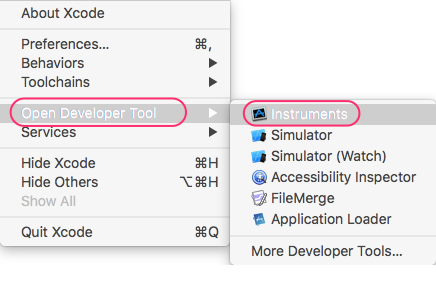 About Xcode
Preferences... ⌘,
Behaviors ▶
Toolchains ▶
Open Developer Tool ▶
Services ▶
Hide Xcode ⌘H
Hide Others ⌥⌘H
Show All
Quit Xcode ⌘Q
Instruments
Simulator
Simulator (Watch)
Accessibility Inspector
FileMerge
Application Loader
More Developer Tools...